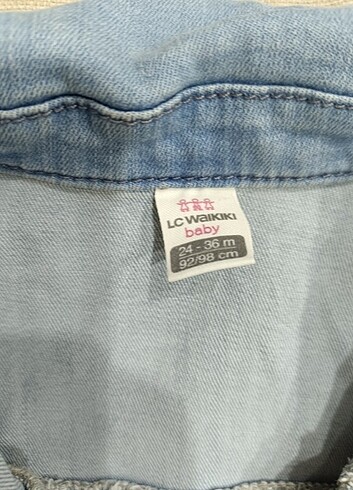 LC WAIKIKI
baby
24 - 36 m
92/98 cm